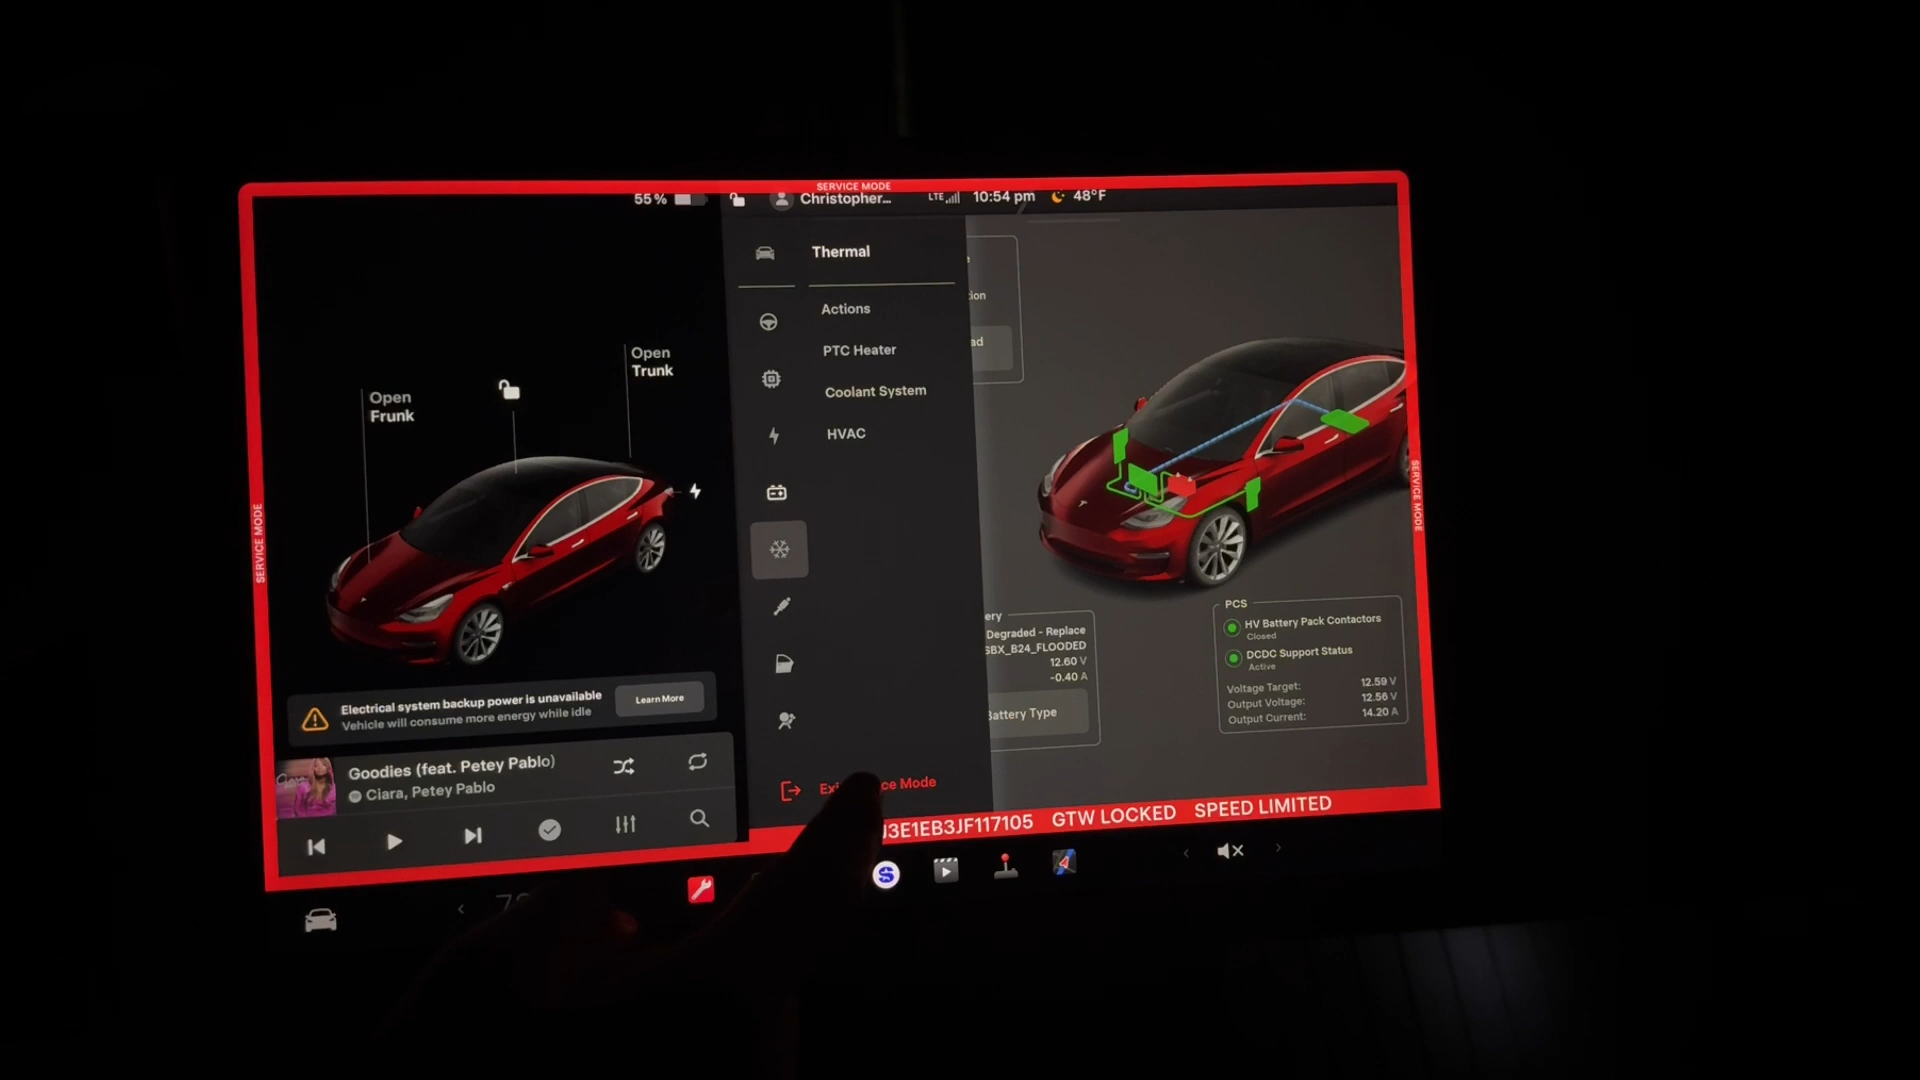 SERVICE MODE
55 %
Christopher...
LTE
10:54 pm
48°F
Open
Frunk
Open
Trunk
SERVICE MODE
Electrical system backup power is unavailable
Vehicle will consume more energy while idle
Learn More
Goodies (feat. Petey Pablo)
Ciara, Petey Pablo
Thermal
Actions
PTC Heater
Coolant System
HVAC
Mode
ad
ery
Degraded - Replace
SBX_B24_FLOODED
12.60 V
-0.40 A
Battery Type
PCS
HV Battery Pack Contactors
Closed
DCDC Support Status
Active
Voltage Target: 12.59 V
Output Voltage: 12.56 V
Output Current: 14.20 A
SERVICE MODE
J3E1EB3JF117105 GTW LOCKED SPEED LIMITED